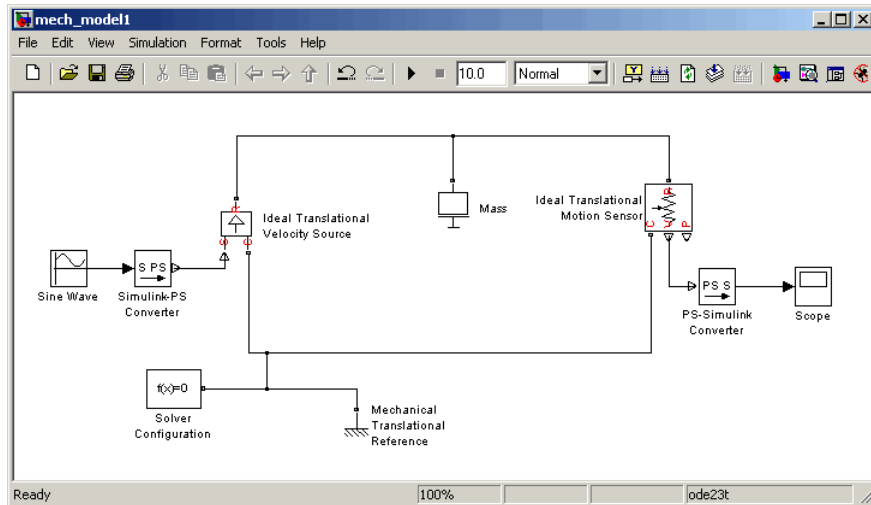 mech_model1
File Edit View Simulation Format Tools Help
10.0 Normal
R
Ideal Translational
Velocity Source
S C
Mass
Ideal Translational
Motion Sensor
R
C V P
Sine Wave
S PS
Simulink-PS
Converter
PS S
PS-Simulink
Converter
Scope
f(x)=0
Solver
Configuration
Mechanical
Translational
Reference
Ready 100% ode23t